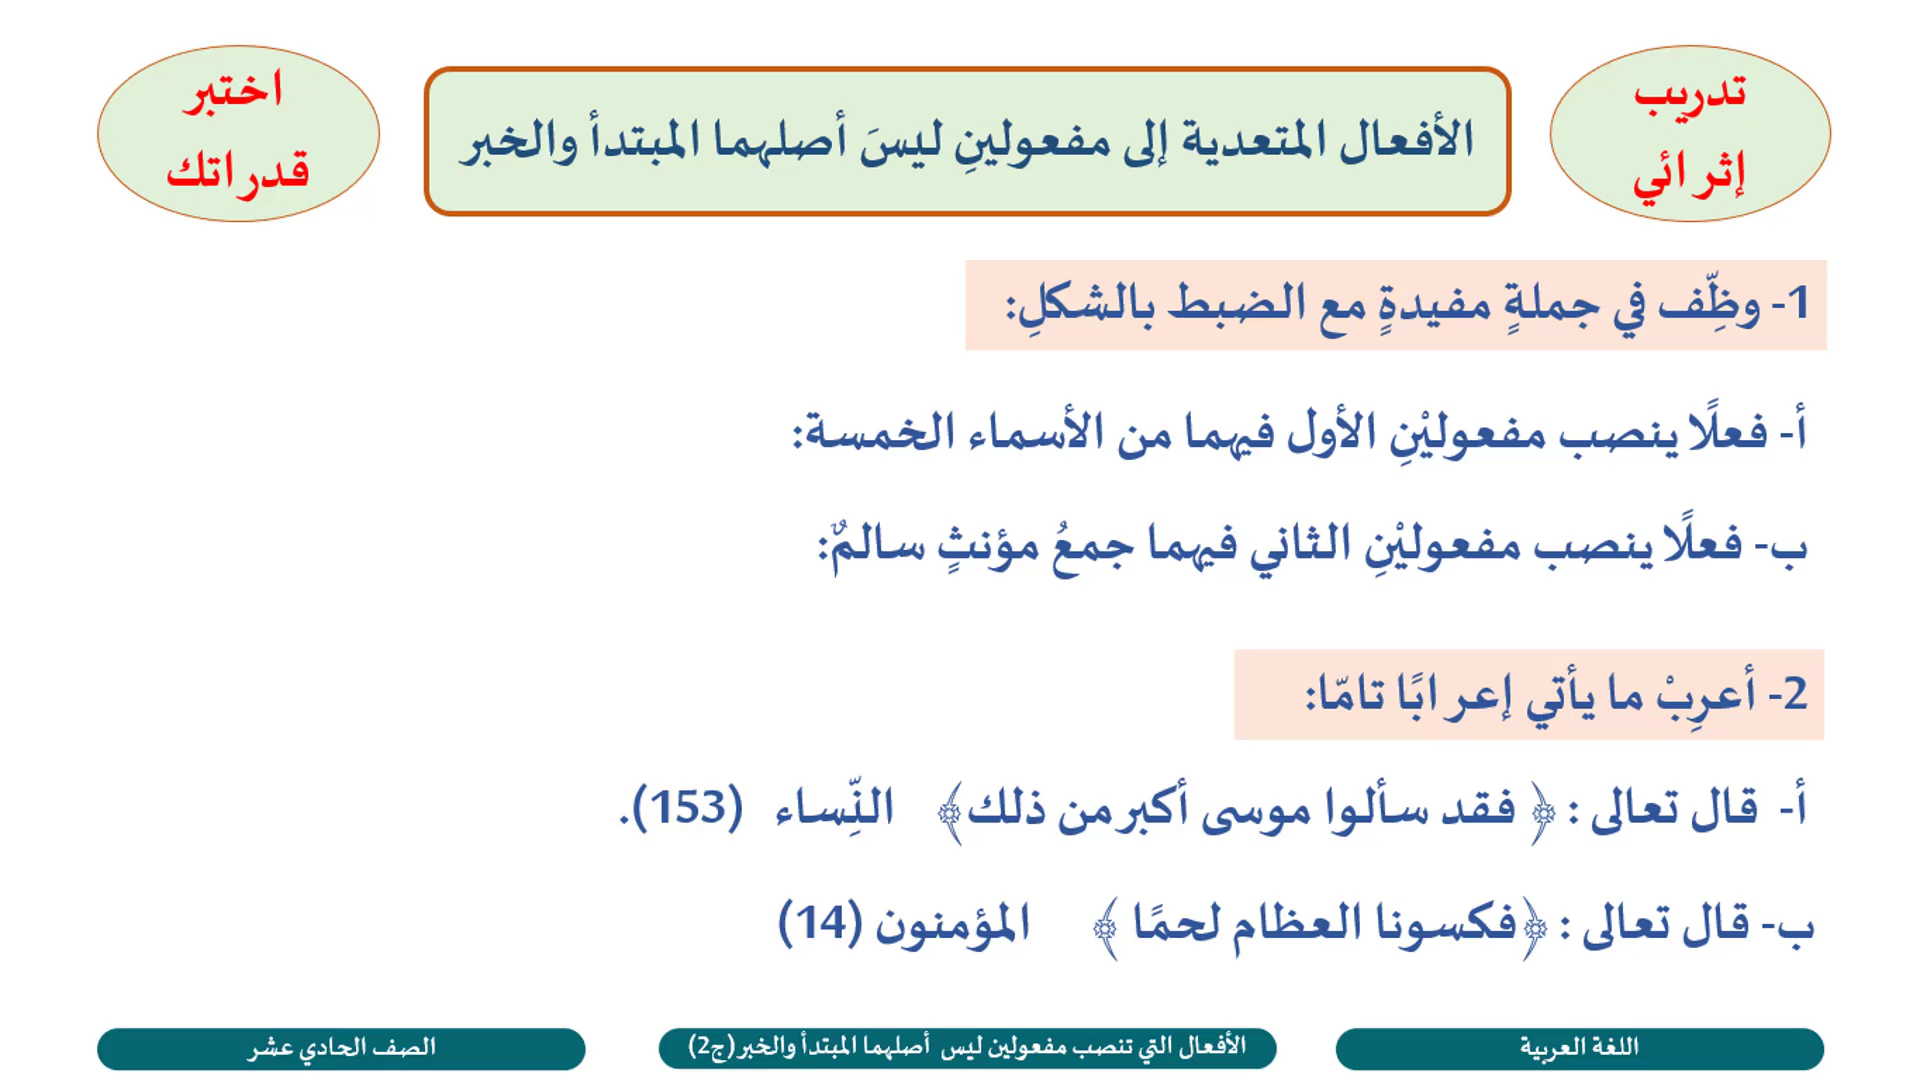 تدريب
إثرائي
الأفعال المتعدية إلى مفعولينِ ليسَ أصلهما المبتدأ والخبر
اختبر
قدراتك
1- وظِّف في جملةٍ مفيدةٍ مع الضبط بالشكلِ:
أ- فعلًا ينصب مفعوليْنِ الأول فيهما من الأسماء الخمسة:
ب- فعلًا ينصب مفعوليْنِ الثاني فيهما جمعُ مؤنثٍ سالمٌ:
2- أعرِبْ ما يأتي إعرابًا تامّا:
أ- قال تعالى : ﴿ فقد سألوا موسى أكبر من ذلك﴾ النِّساء (153).
ب- قال تعالى : ﴿فكسونا العظام لحمًا ﴾ المؤمنون (14)
اللغة العربية
الأفعال التي تنصب مفعولين ليس أصلهما المبتدأ والخبر(ج2)
الصف الحادي عشر